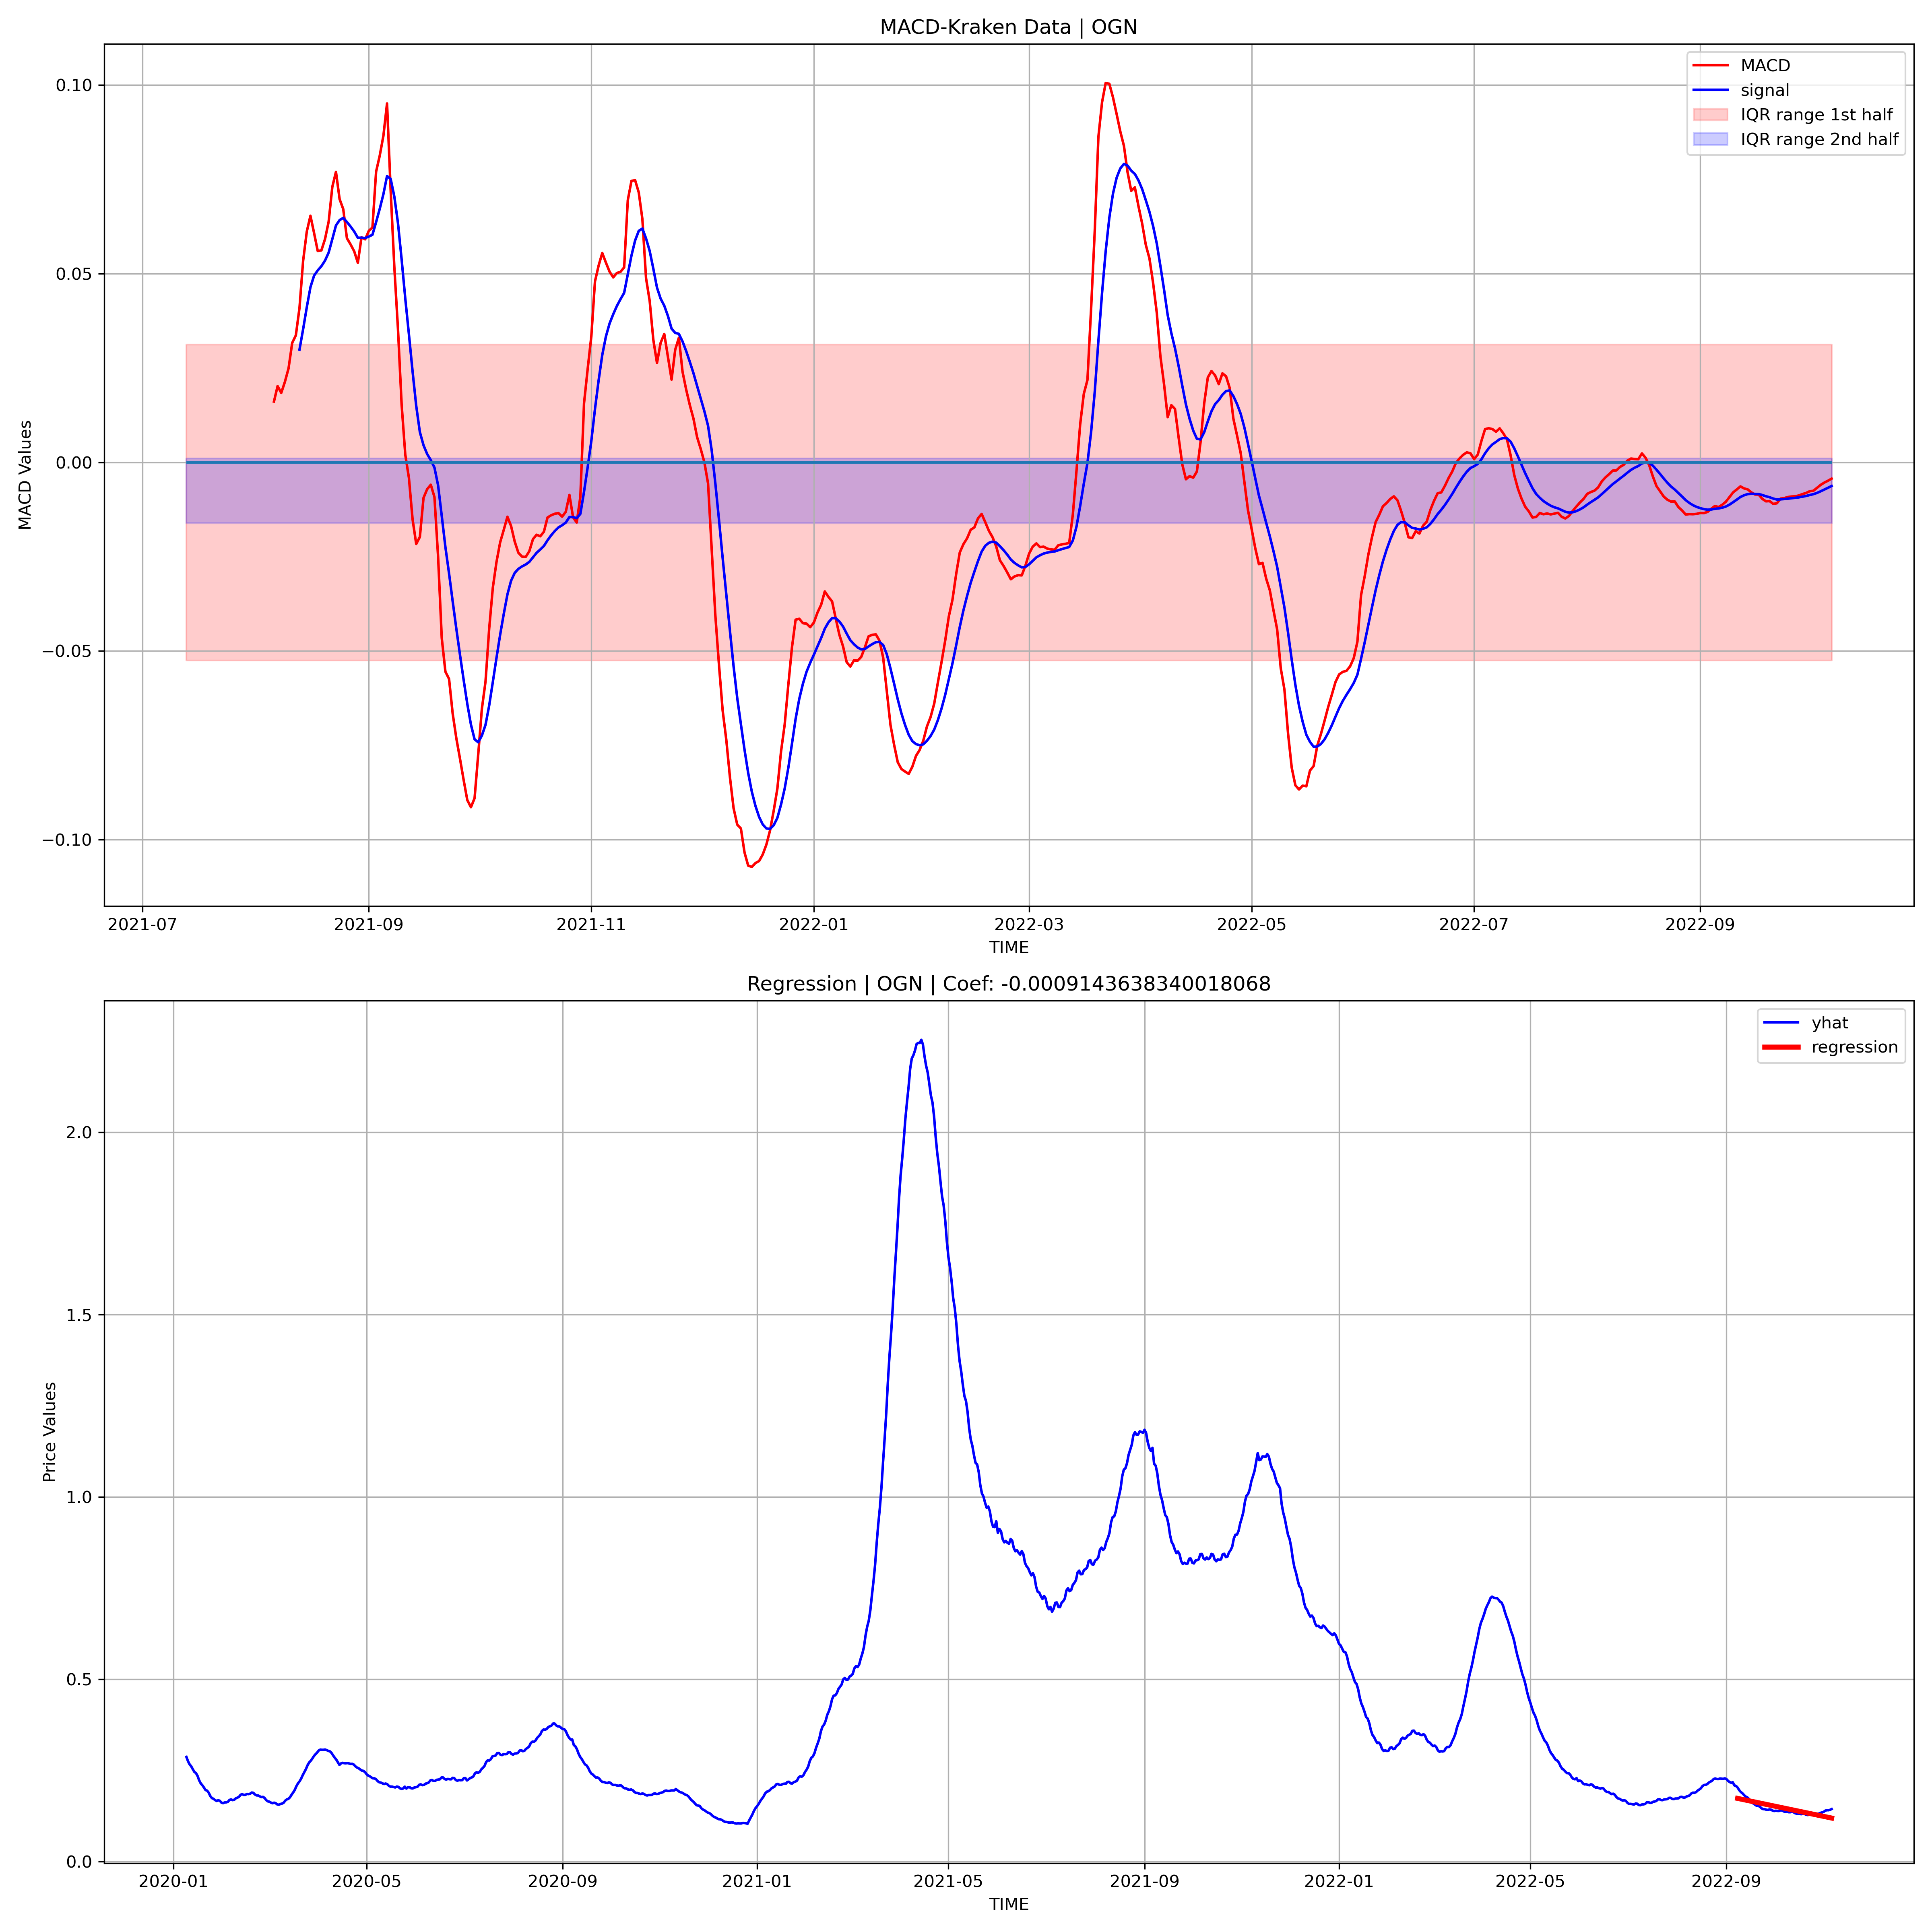 MACD-Kraken Data | OGN
MACD
signal
IQR range 1st half
IQR range 2nd half
MACD Values
0.10
0.05
0.00
−0.05
−0.10
2021-07 2021-09 2021-11 2022-01 2022-03 2022-05 2022-07 2022-09
TIME
Regression | OGN | Coef: -0.0009143638340018068
yhat
regression
Price Values
2.0
1.5
1.0
0.5
0.0
2020-01 2020-05 2020-09 2021-01 2021-05 2021-09 2022-01 2022-05 2022-09
TIME